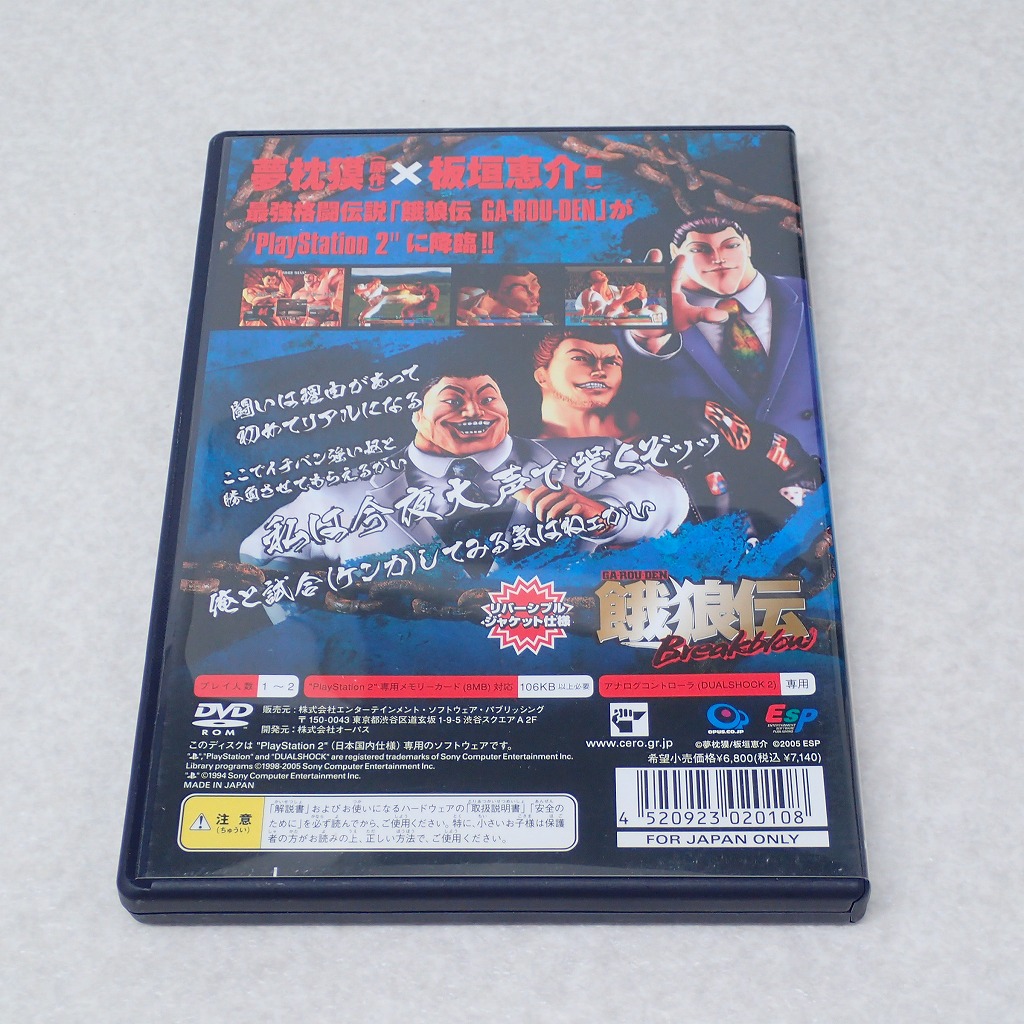 夢枕獏[原作]×板垣恵介
最強格闘伝説「餓狼伝 GA-ROU-DEN」が
"PlayStation 2" に降臨!!
闘いは理由があって
初めてリアルになる
ここでイチバン強い奴と
勝負させてもらえるがい
私は今夜大声で哭くぞッッ
俺と試合(ケンカ)してみる気はねェかい
リバーシブル
ジャケット仕様
GA-ROU-DEN
餓狼伝
Breakblow
プレイ人数 1～2
"PlayStation 2"専用メモリーカード(8MB)対応 106KB以上必要
アナログコントローラ(DUALSHOCK 2) 専用
DVD
ROM
販売元：株式会社エンターテインメント・ソフトウェア・パブリッシング
〒150-0043 東京都渋谷区道玄坂 1-9-5 渋谷スクエアA 2F
開発元：株式会社オーパス
www.cero.gr.jp
OPUS.CO.JP
ESP
ENTERTAINMENT
SOFTWARE
PUBLISHING
©夢枕獏/板垣恵介 ©2005 ESP
希望小売価格¥6,800(税込 ¥7,140)
このディスクは "PlayStation 2" (日本国内仕様) 専用のソフトウェアです。
","PlayStation" and "DUALSHOCK" are registered trademarks of Sony Computer Entertainment Inc.
Library programs ©1998-2005 Sony Computer Entertainment Inc.
" ©1994 Sony Computer Entertainment Inc.
MADE IN JAPAN
注意
(ちゅうい)
「解説書」およびお使いになるハードウェアの「取扱説明書」「安全の
ために」を必ず読んでから、ご使用ください。特に、小さいお子様は保護
者の方がお読みの上、正しい方法で、ご使用ください。
4 520923 020108
FOR JAPAN ONLY